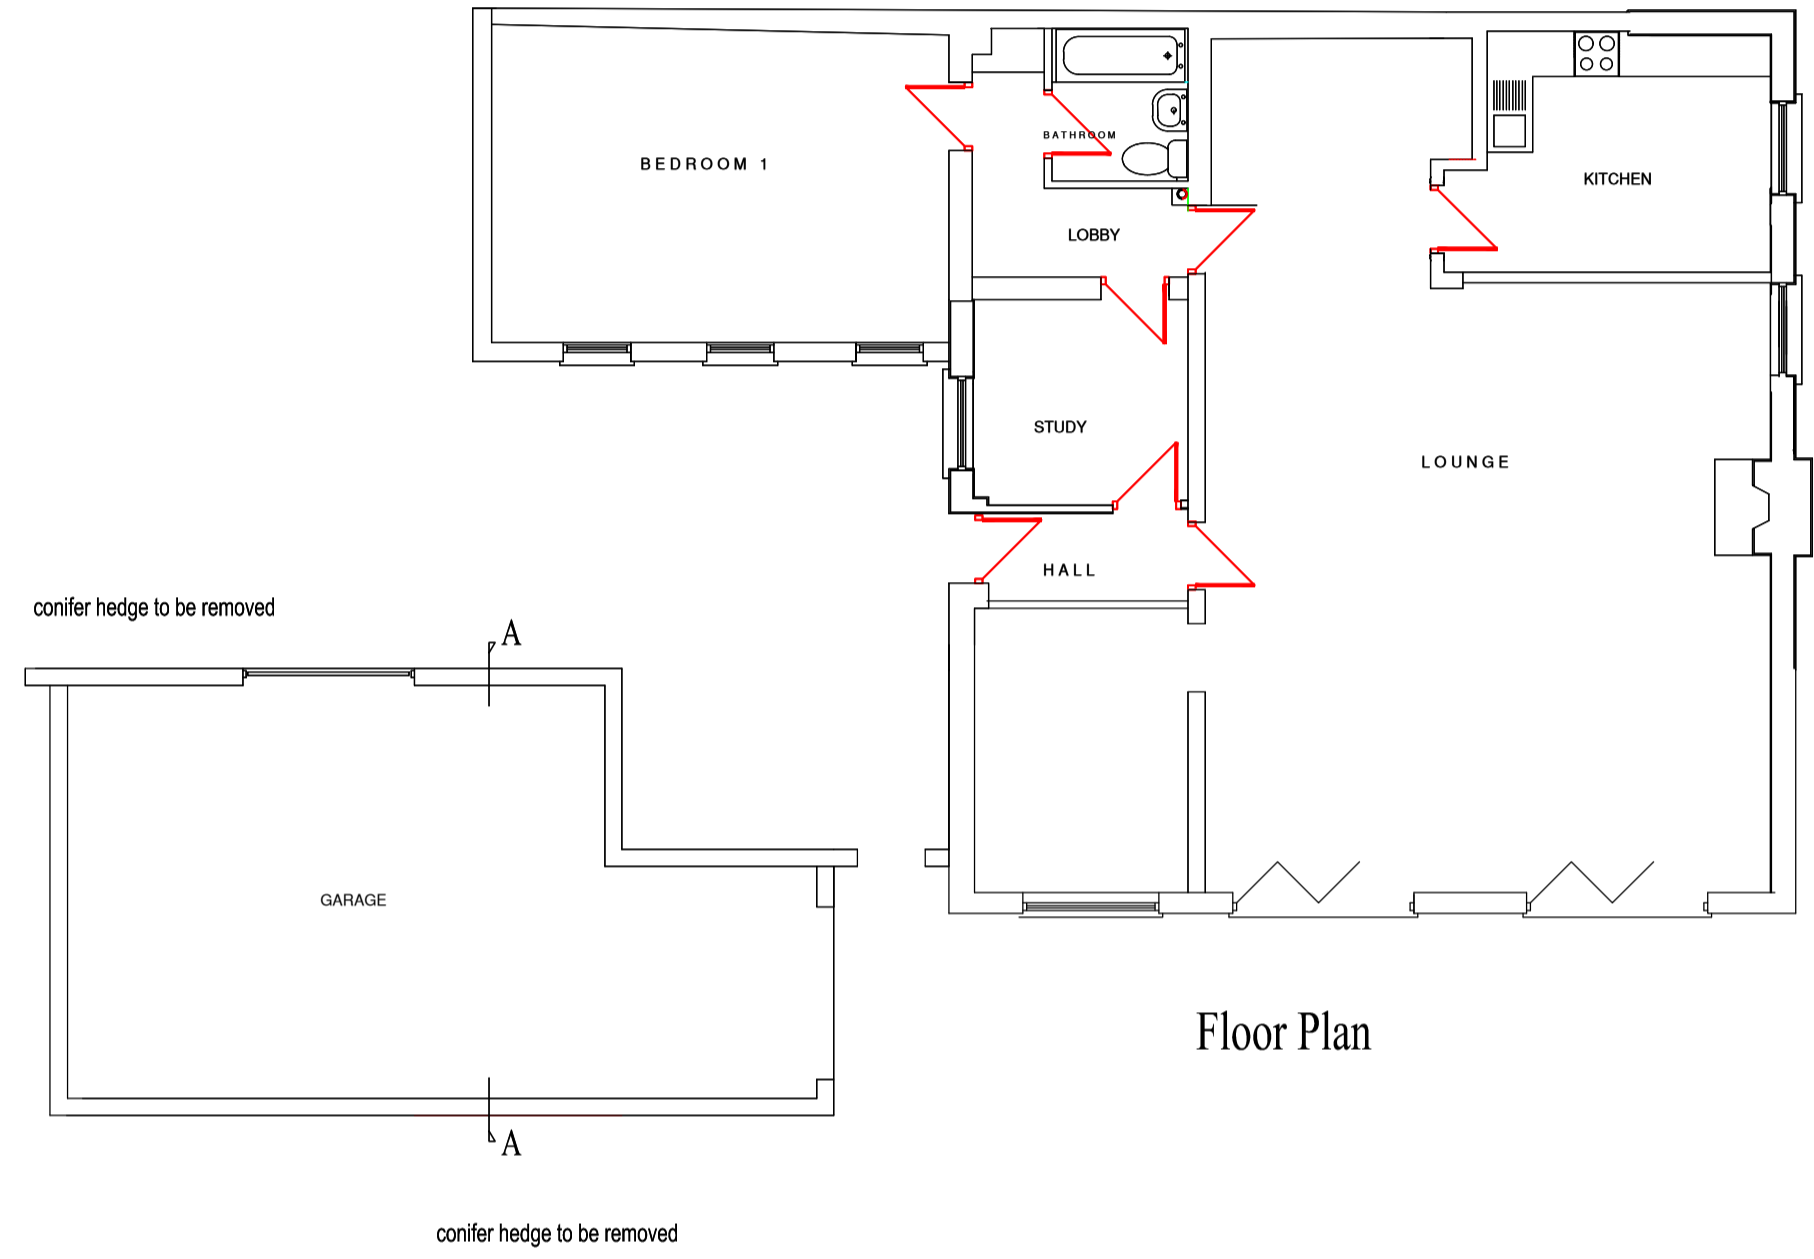 BEDROOM 1
BATHROOM
KITCHEN
LOBBY
STUDY
LOUNGE
HALL
conifer hedge to be removed
A
GARAGE
Floor Plan
A
conifer hedge to be removed